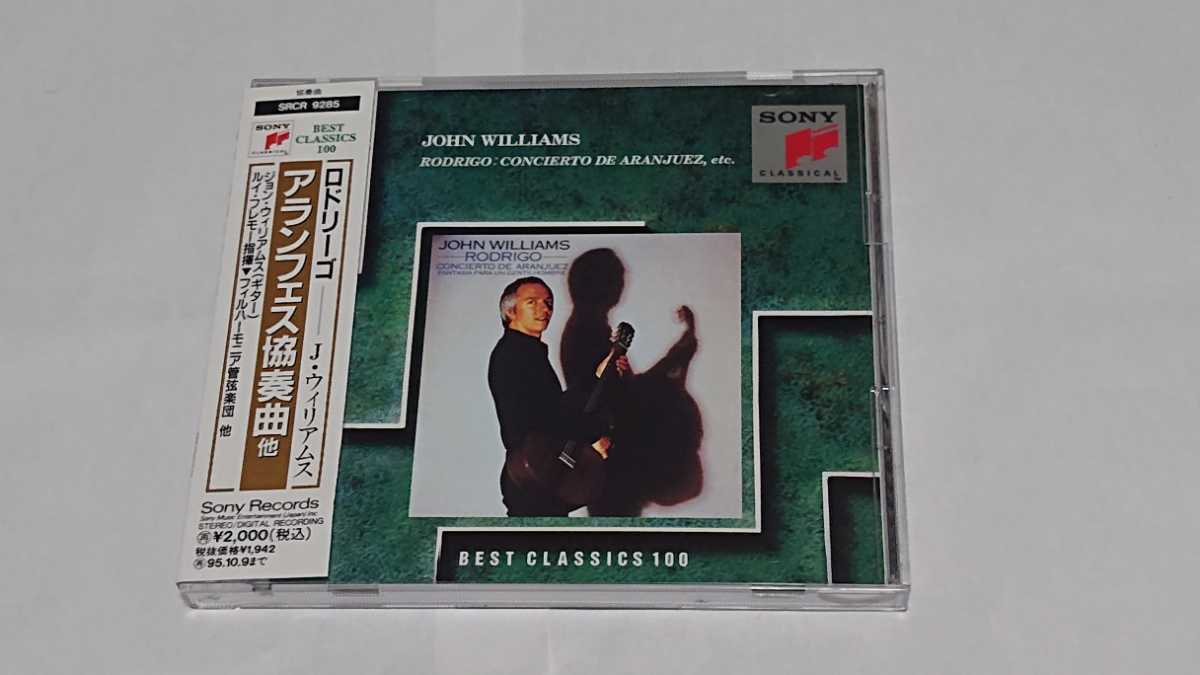 協奏曲
SRCR 9285
SONY
CLASSICAL
BEST
CLASSICS
100
ロドリーゴ
J・ウィリアムス
アランフェス協奏曲 他
ジョン・ウィリアムス(ギター)
ルイ・フレモー指揮▼フィルハーモニア管弦楽団 他
Sony Records
Sony Music Entertainment (Japan) Inc.
STEREO/DIGITAL RECORDING
再¥2,000(税込)
税抜価格¥1,942
再95.10.9まで
JOHN WILLIAMS
RODRIGO: CONCIERTO DE ARANJUEZ, etc.
SONY
CLASSICAL
JOHN WILLIAMS
RODRIGO
CONCIERTO DE ARANJUEZ
FANTASIA PARA UN GENTILHOMBRE
BEST CLASSICS 100